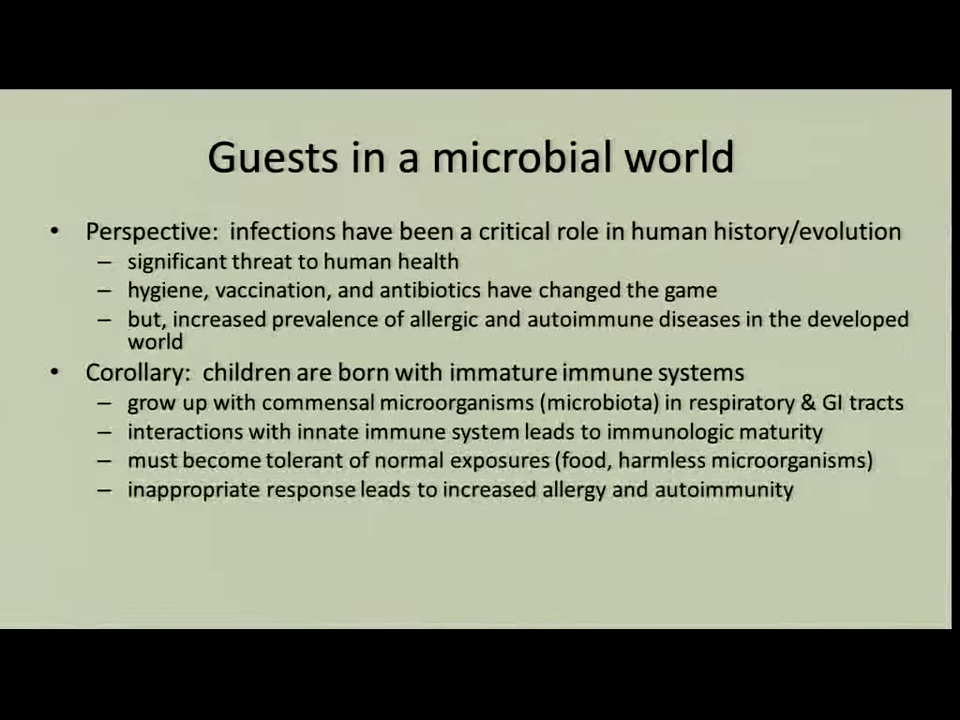 Guests in a microbial world
• Perspective: infections have been a critical role in human history/evolution
– significant threat to human health
– hygiene, vaccination, and antibiotics have changed the game
– but, increased prevalence of allergic and autoimmune diseases in the developed
world
• Corollary: children are born with immature immune systems
– grow up with commensal microorganisms (microbiota) in respiratory & GI tracts
– interactions with innate immune system leads to immunologic maturity
– must become tolerant of normal exposures (food, harmless microorganisms)
– inappropriate response leads to increased allergy and autoimmunity